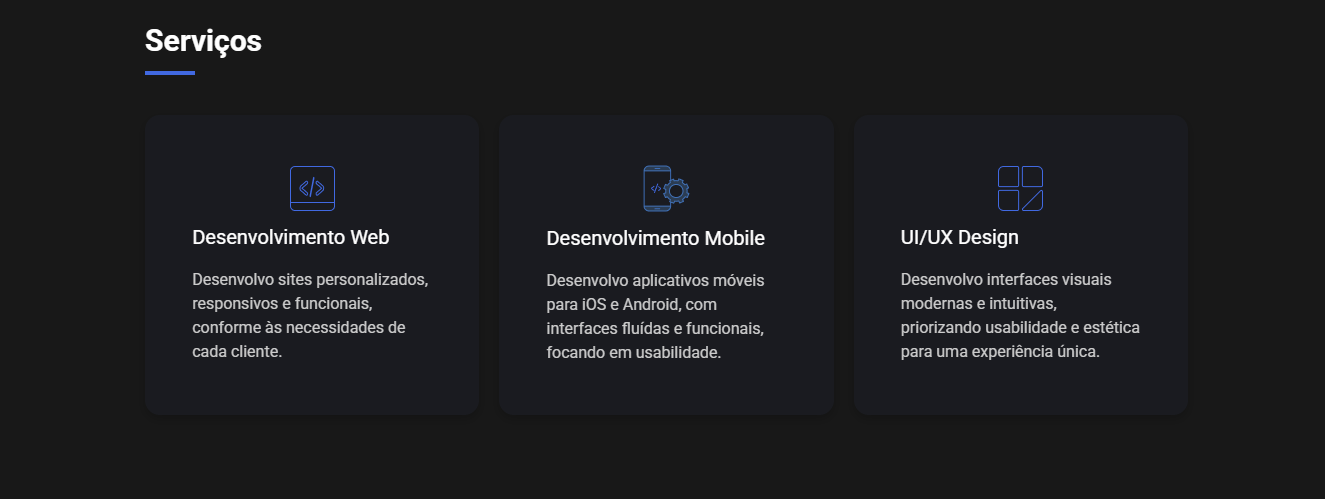 Serviços
</>
Desenvolvimento Web
Desenvolvo sites personalizados,
responsivos e funcionais,
conforme às necessidades de
cada cliente.
</>
Desenvolvimento Mobile
Desenvolvo aplicativos móveis
para iOS e Android, com
interfaces fluídas e funcionais,
focando em usabilidade.
UI/UX Design
Desenvolvo interfaces visuais
modernas e intuitivas,
priorizando usabilidade e estética
para uma experiência única.